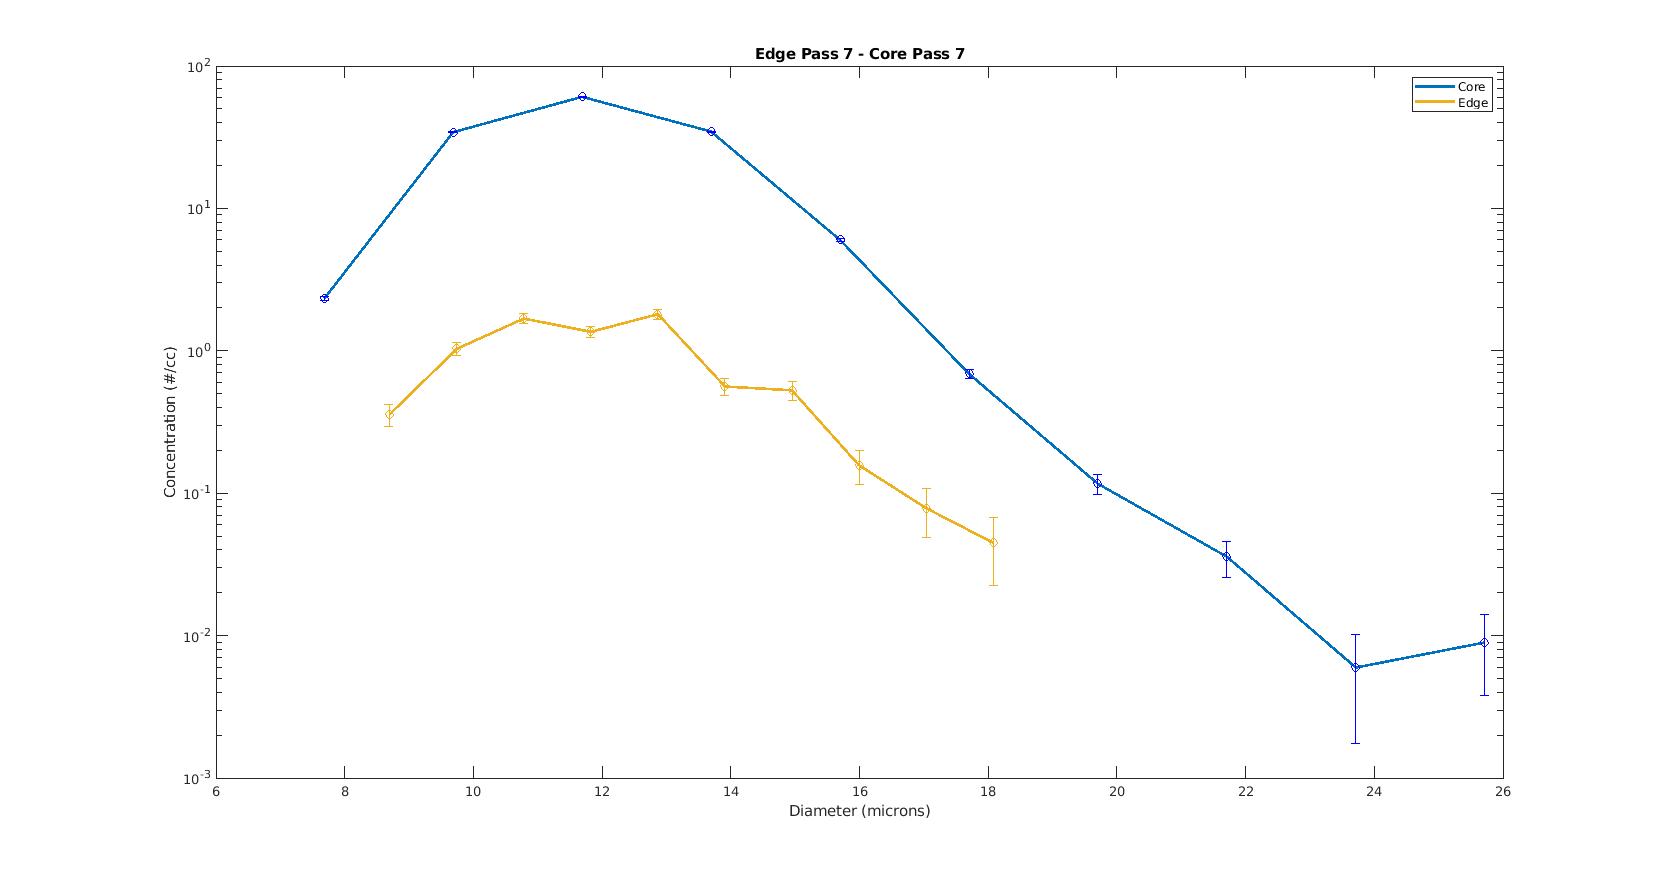 Edge Pass 7 - Core Pass 7
Core
Edge
Concentration (#/cc)
10^2
10^1
10^0
10^-1
10^-2
10^-3
6 8 10 12 14 16 18 20 22 24 26
Diameter (microns)